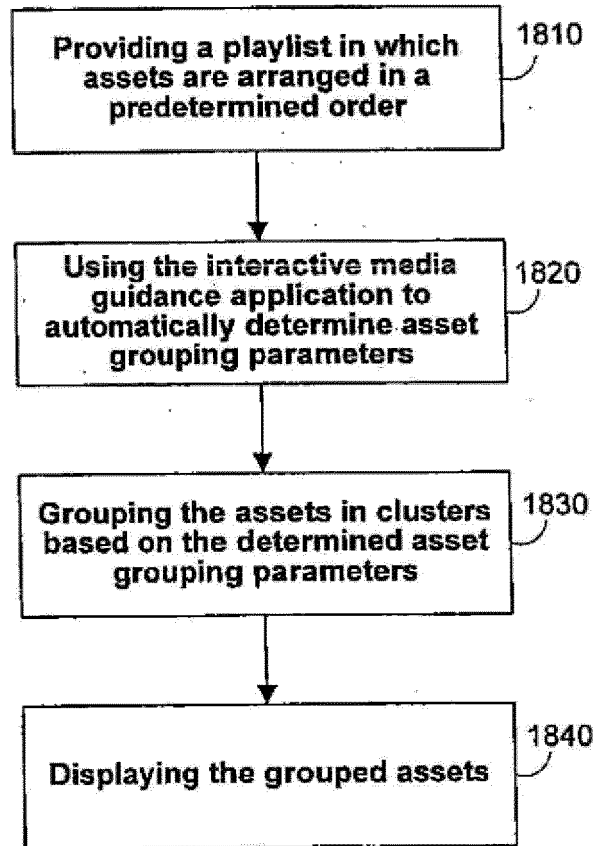 1810
Providing a playlist in which
assets are arranged in a
predetermined order
1820
Using the interactive media
guidance application to
automatically determine asset
grouping parameters
1830
Grouping the assets in clusters
based on the determined asset
grouping parameters
1840
Displaying the grouped assets